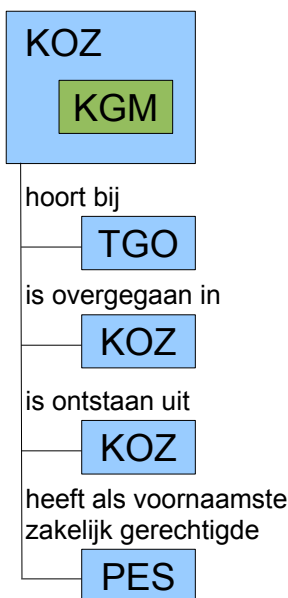 KOZ
KGM
hoort bij
TGO
is overgegaan in
KOZ
is ontstaan uit
KOZ
heeft als voornaamste
zakelijk gerechtigde
PES